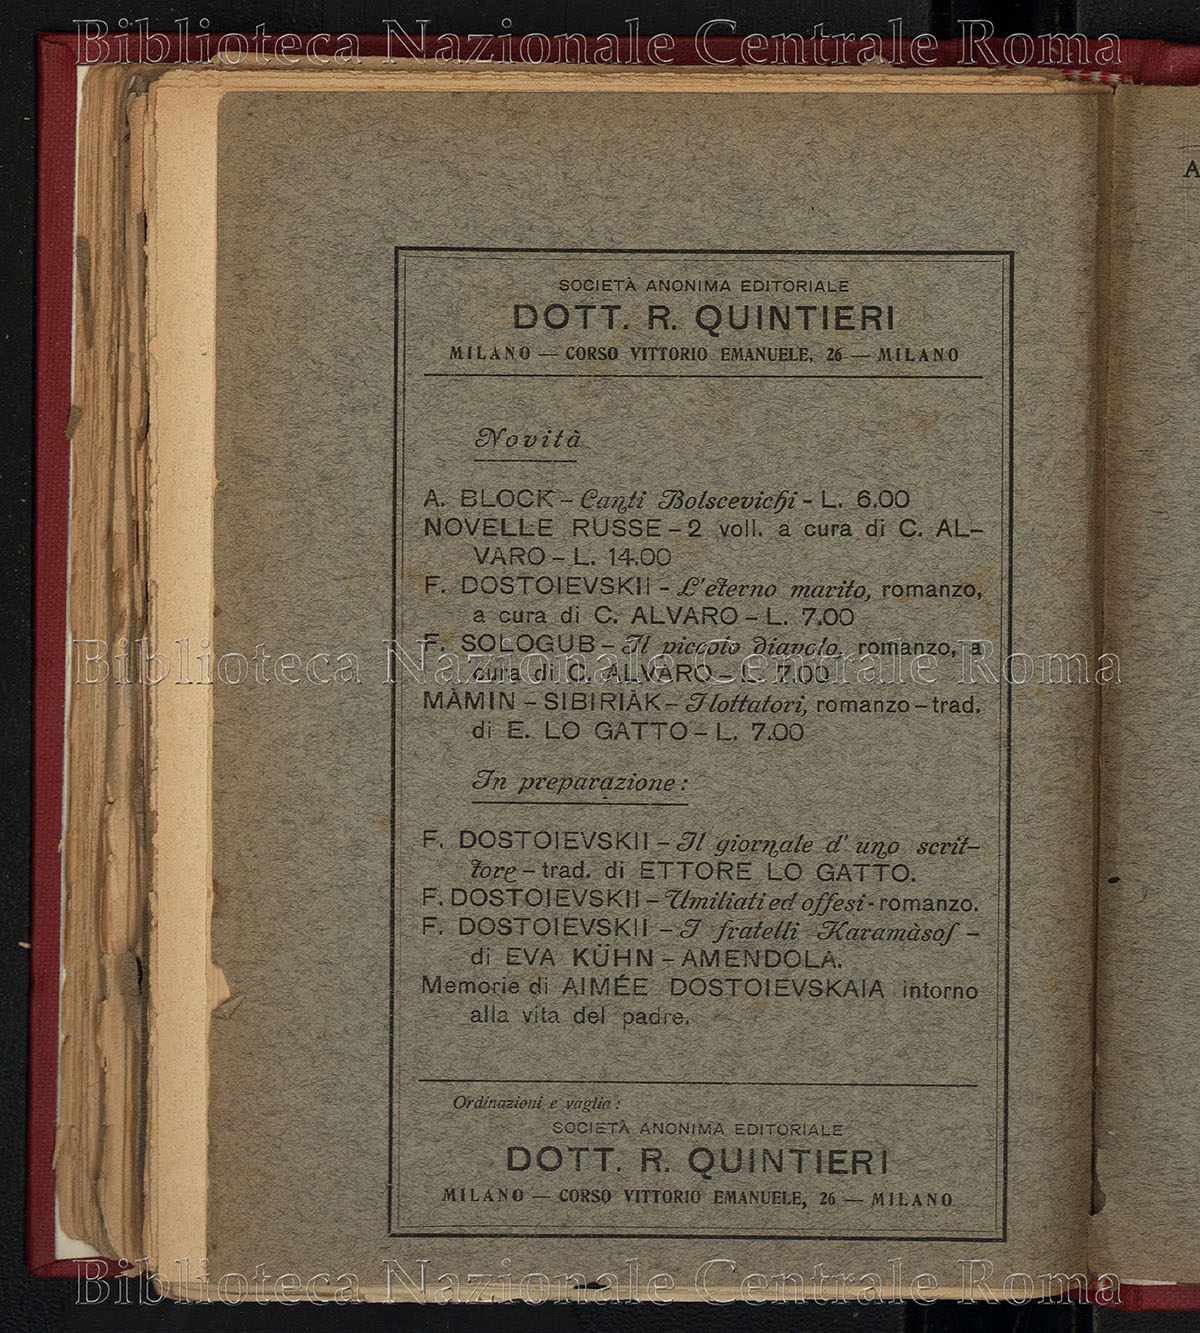 Biblioteca Nazionale Centrale Roma
A
SOCIETÀ ANONIMA EDITORIALE
DOTT. R. QUINTIERI
MILANO — CORSO VITTORIO EMANUELE, 26 — MILANO
Novità
A. BLOCK – Canti Bolscevichi - L. 6.00
NOVELLE RUSSE – 2 voll. a cura di C. AL-
VARO – L. 14.00
F. DOSTOIEVSKII - L'eterno marito, romanzo,
a cura di C. ALVARO – L. 7.00
F. SOLOGUB – Il piccolo diavolo, romanzo, a
cura di C. ALVARO – L. 7.00
Biblioteca Nazionale Centrale Roma
MÀMIN – SIBIRIÀK – I lottatori, romanzo – trad.
di E. LO GATTO – L. 7.00
In preparazione :
F. DOSTOIEVSKII – Il giornale d' uno scrit-
tore – trad. di ETTORE LO GATTO.
F. DOSTOIEVSKII – Umiliati ed offesi - romanzo.
F. DOSTOIEVSKII – I fratelli Karamàsof –
di EVA KÜHN – AMENDOLA.
Memorie di AIMÉE DOSTOIEVSKAIA intorno
alla vita del padre.
Ordinazioni e vaglia :
SOCIETÀ ANONIMA EDITORIALE
DOTT. R. QUINTIERI
MILANO — CORSO VITTORIO EMANUELE, 26 — MILANO
Biblioteca Nazionale Centrale Roma